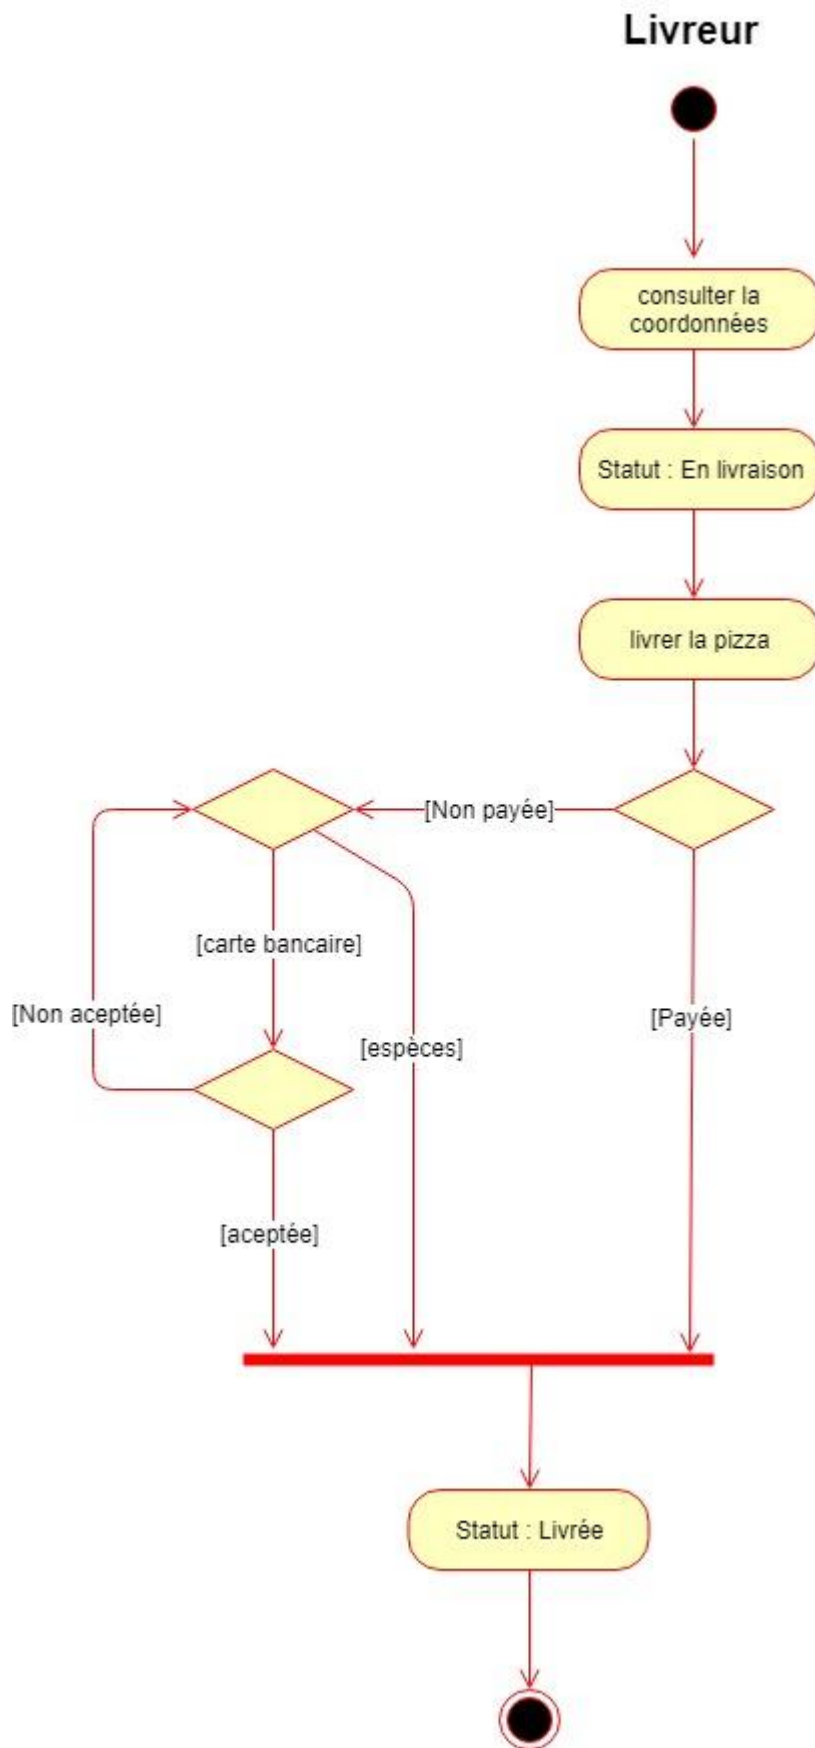 Livreur
consulter la
coordonnées
Statut : En livraison
livrer la pizza
[Non payée]
[carte bancaire]
[Non aceptée]
[espèces]
[Payée]
[aceptée]
Statut : Livrée